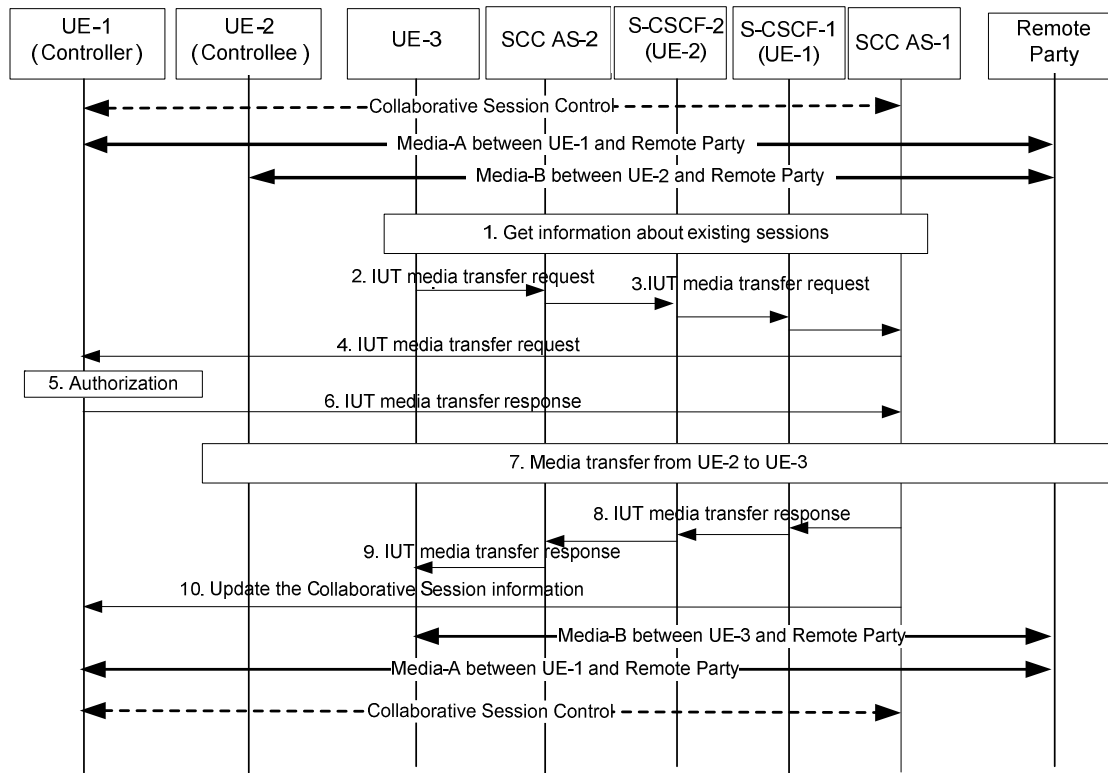 UE-1
(Controller)
UE-2
(Controllee)
UE-3
SCC AS-2
S-CSCF-2
(UE-2)
S-CSCF-1
(UE-1)
SCC AS-1
Remote
Party
Collaborative Session Control
Media-A between UE-1 and Remote Party
Media-B between UE-2 and Remote Party
1. Get information about existing sessions
2. IUT media transfer request
3.IUT media transfer request
4. IUT media transfer request
5. Authorization
6. IUT media transfer response
7. Media transfer from UE-2 to UE-3
8. IUT media transfer response
9. IUT media transfer response
10. Update the Collaborative Session information
Media-B between UE-3 and Remote Party
Media-A between UE-1 and Remote Party
Collaborative Session Control